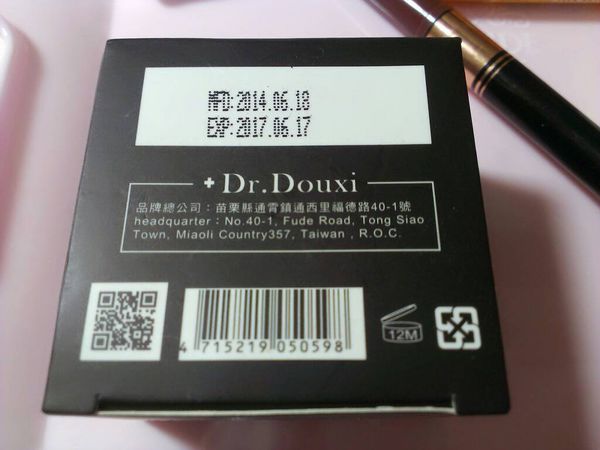 MFD:2014.06.18
EXP:2017.06.17
Dr.Douxi
品牌總公司：苗栗縣通霄鎮通西里福德路40-1號
headquarter：No.40-1, Fude Road, Tong Siao
Town, Miaoli Country357, Taiwan , R.O.C.
4 715219 050598
12M